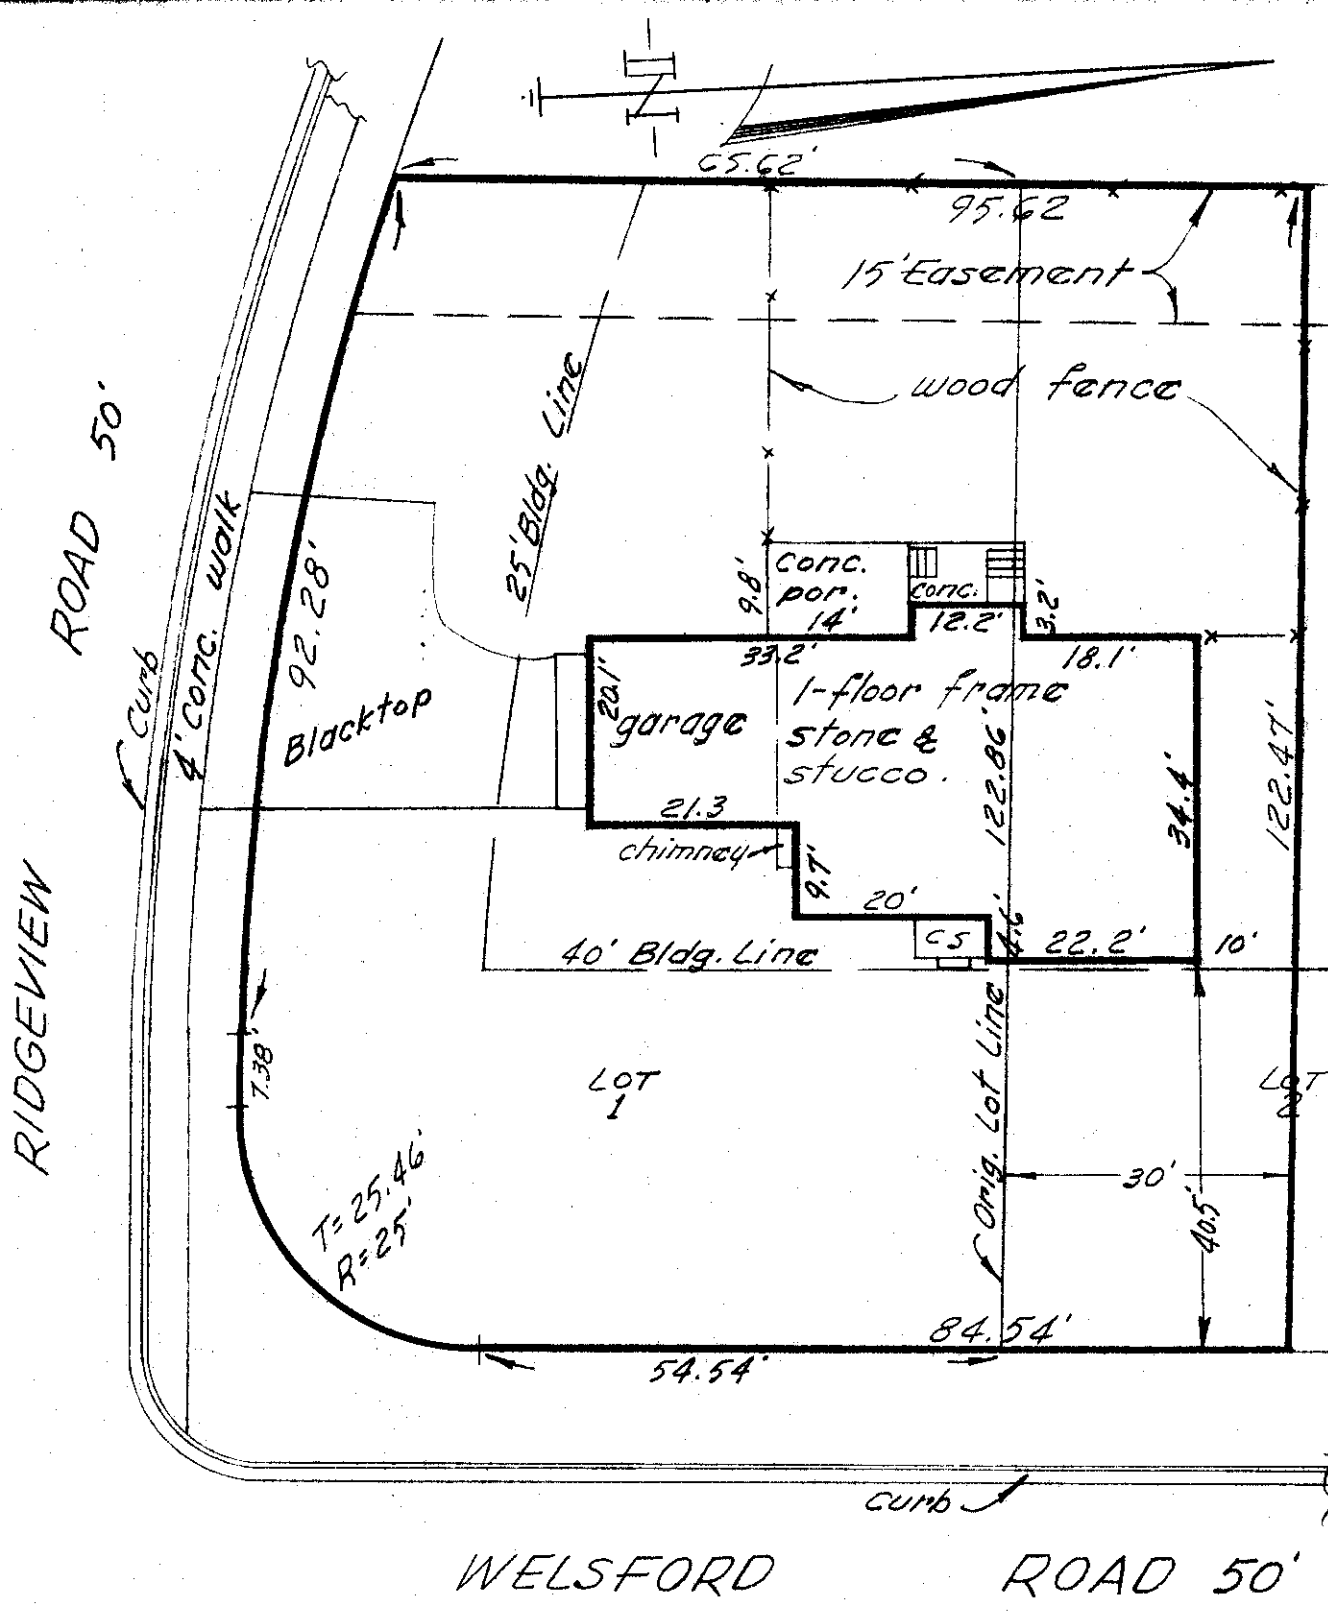 N
65.62'
95.62
15' Easement
wood fence
ROAD 50'
25' Bldg. Line
4' conc. walk
92.28'
Curb
Blacktop
conc.
por.
conc.
9.8'
14'
12.2'
3.2'
33.2'
18.1'
20.1'
garage
1-floor frame
stone &
stucco.
122.86'
34.4'
122.47'
21.3
chimney
9.7'
20'
4.6'
CS
22.2'
10'
40' Bldg. Line
RIDGEVIEW
7.38'
LOT
1
LOT
2
Orig. Lot Line
30'
40.5'
T=25.46'
R=25'
84.54'
54.54'
curb
WELSFORD ROAD 50'